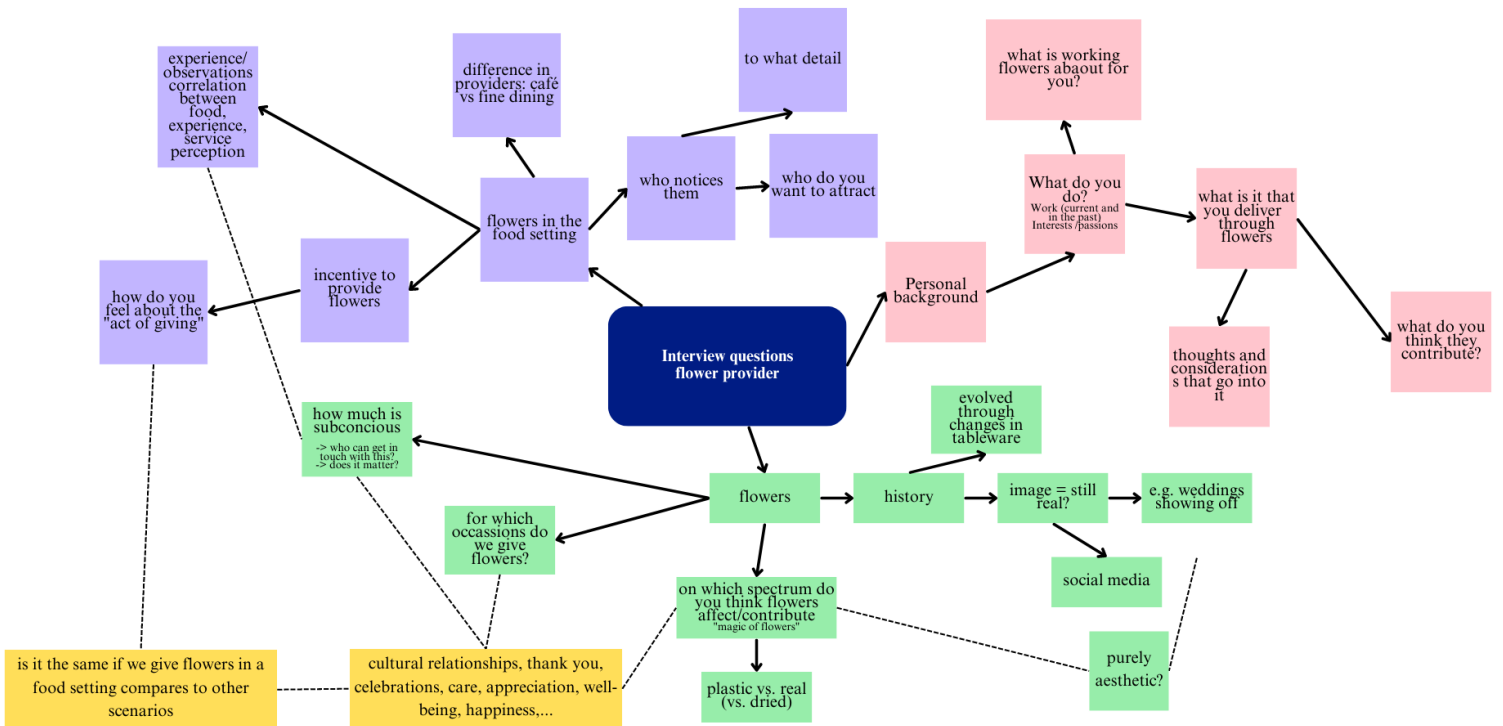 experience/
observations
correlation
between
food,
experience,
service
perception
difference in
providers: café
vs fine dining
to what detail
what is working
flowers abaout for
you?
who notices
them
who do you
want to attract
flowers in the
food setting
What do you
do?
Work (current and
in the past)
Interests /passions
what is it that
you deliver
through
flowers
how do you
feel about the
"act of giving"
incentive to
provide
flowers
Personal
background
Interview questions
flower provider
what do you
think they
contribute?
thoughts and
consideration
s that go into
it
how much is
subconcious
-> who can get in
touch with this?
-> does it matter?
evolved
through
changes in
tableware
flowers
history
image = still
real?
e.g. weddings
showing off
for which
occassions do
we give
flowers?
social media
on which spectrum do
you think flowers
affect/contribute
"magic of flowers"
purely
aesthetic?
plastic vs. real
(vs. dried)
is it the same if we give flowers in a
food setting compares to other
scenarios
cultural relationships, thank you,
celebrations, care, appreciation, well-
being, happiness,...